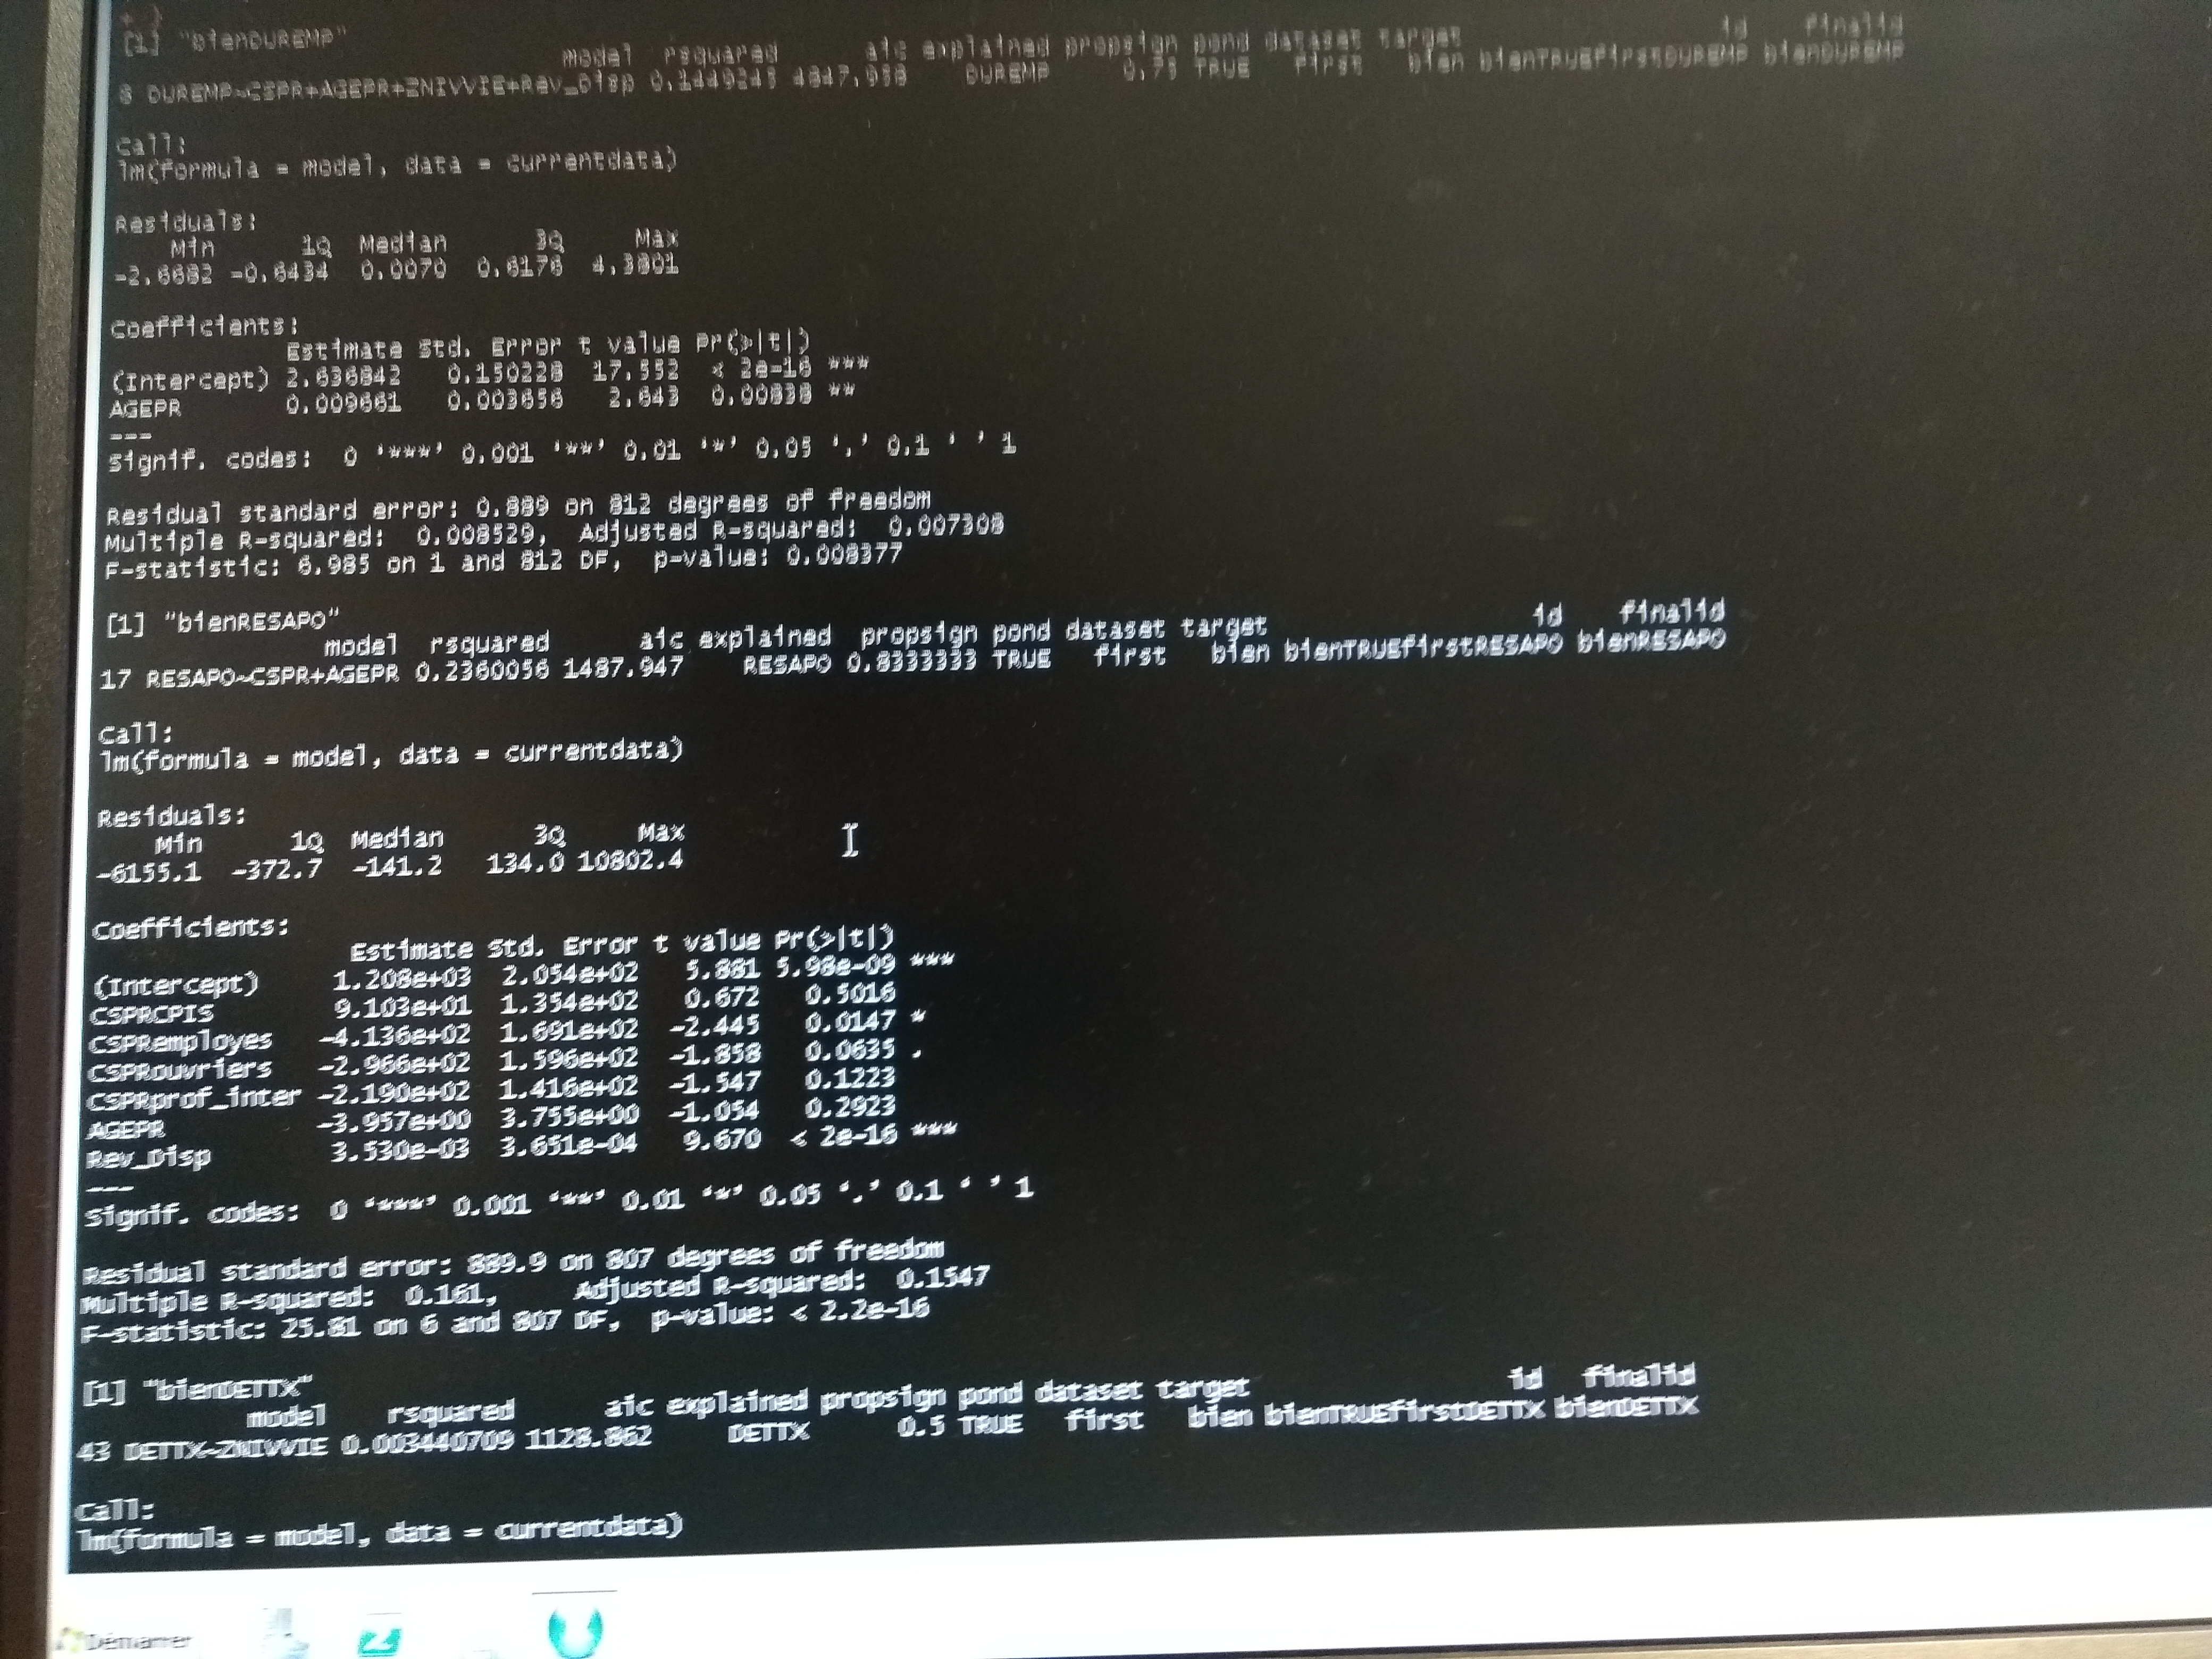 [1] "bienDUREMP"
model rsquared aic explained propsign pond dataset target id finalid
DUREMP~CSPR+AGEPR+ZNIVVIE+Rev_Disp DUREMP 0.75 TRUE first bien bienTRUEfirstDUREMP bienDUREMP
Call:
lm(formula = model, data = currentdata)
Residuals:
Min 1Q Median 3Q Max
-2.6682 -0.6434 0.0070 0.6176 4.3801
Coefficients:
Estimate Std. Error t value Pr(>|t|)
(Intercept) 2.636842 0.150228 17.552 < 2e-16 ***
AGEPR 0.009661 0.003656 2.643 0.00838 **
---
Signif. codes: 0 '***' 0.001 '**' 0.01 '*' 0.05 '.' 0.1 ' ' 1
Residual standard error: 0.889 on 812 degrees of freedom
Multiple R-squared: 0.008529, Adjusted R-squared: 0.007308
F-statistic: 6.985 on 1 and 812 DF, p-value: 0.008377
[1] "bienRESAPO"
model rsquared aic explained propsign pond dataset target id finalid
17 RESAPO~CSPR+AGEPR 0.2360056 1487.947 RESAPO 0.8333333 TRUE first bien bienTRUEfirstRESAPO bienRESAPO
Call:
lm(formula = model, data = currentdata)
Residuals:
Min 1Q Median 3Q Max
-6155.1 -372.7 -141.2 134.0 10802.4
Coefficients:
Estimate Std. Error t value Pr(>|t|)
(Intercept) 1.208e+03 2.054e+02 5.881 5.98e-09 ***
CSPRCPIS 9.103e+01 1.354e+02 0.672 0.5016
CSPRemployes -4.136e+02 1.691e+02 -2.445 0.0147 *
CSPRouvriers -2.966e+02 1.596e+02 -1.858 0.0635 .
CSPRprof_inter -2.190e+02 1.416e+02 -1.547 0.1223
AGEPR -3.957e+00 3.755e+00 -1.054 0.2923
Rev_Disp 3.530e-03 3.651e-04 9.670 < 2e-16 ***
---
Signif. codes: 0 '***' 0.001 '**' 0.01 '*' 0.05 '.' 0.1 ' ' 1
Residual standard error: 889.9 on 807 degrees of freedom
Multiple R-squared: 0.161, Adjusted R-squared: 0.1547
F-statistic: 25.81 on 6 and 807 DF, p-value: < 2.2e-16
[1] "bienDETTX"
model rsquared aic explained propsign pond dataset target id finalid
43 DETTX~ZNIVVIE 0.003440709 1128.862 DETTX 0.5 TRUE first bien bienTRUEfirstDETTX bienDETTX
Call:
lm(formula = model, data = currentdata)
Démarrer